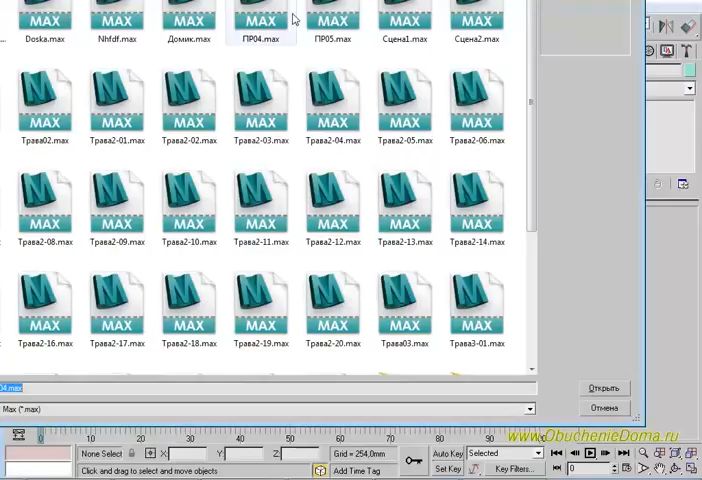 MAX MAX MAX MAX MAX MAX MAX
Doska.max Nhfdf.max Домик.max ПР04.max ПР05.max Сцена1.max Сцена2.max
MAX MAX MAX MAX MAX MAX MAX
Трава02.max Трава2-01.max Трава2-02.max Трава2-03.max Трава2-04.max Трава2-05.max Трава2-06.max
MAX MAX MAX MAX MAX MAX MAX
Трава2-08.max Трава2-09.max Трава2-10.max Трава2-11.max Трава2-12.max Трава2-13.max Трава2-14.max
MAX MAX MAX MAX MAX MAX MAX
Трава2-16.max Трава2-17.max Трава2-18.max Трава2-19.max Трава2-20.max Трава03.max Трава3-01.max
04.max Открыть
Max (*.max) Отмена
www.ObuchenieDoma.ru
0 10 20 30 40 50 60 70 80 90 100
None Select X: Y: Z: Grid = 254,0mm Auto Key Selected
Click and drag to select and move objects Add Time Tag Set Key Key Filters... 0